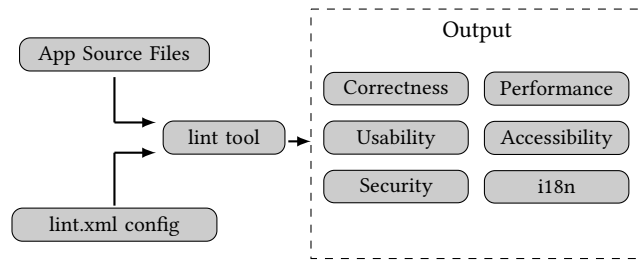 App Source Files
lint tool
lint.xml config
Output
Correctness
Performance
Usability
Accessibility
Security
i18n